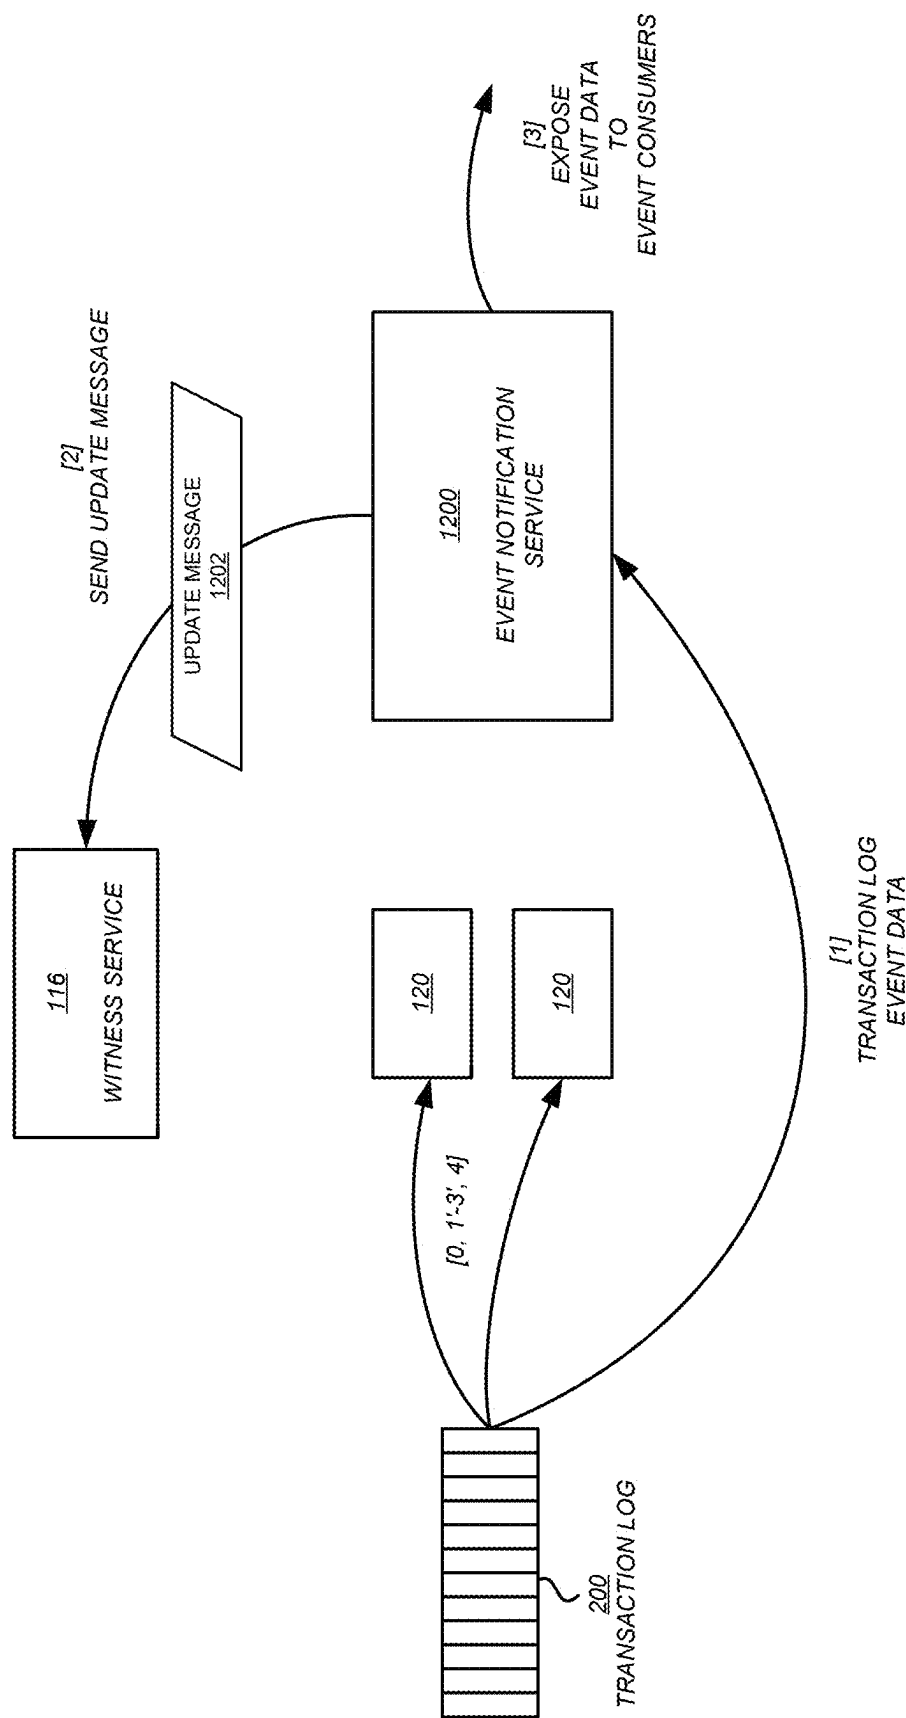 116
WITNESS SERVICE
[2]
SEND UPDATE MESSAGE
UPDATE MESSAGE
1202
120
120
[0, 1'-3', 4]
1200
EVENT NOTIFICATION
SERVICE
[3]
EXPOSE
EVENT DATA
TO
EVENT CONSUMERS
200
TRANSACTION LOG
[1]
TRANSACTION LOG
EVENT DATA